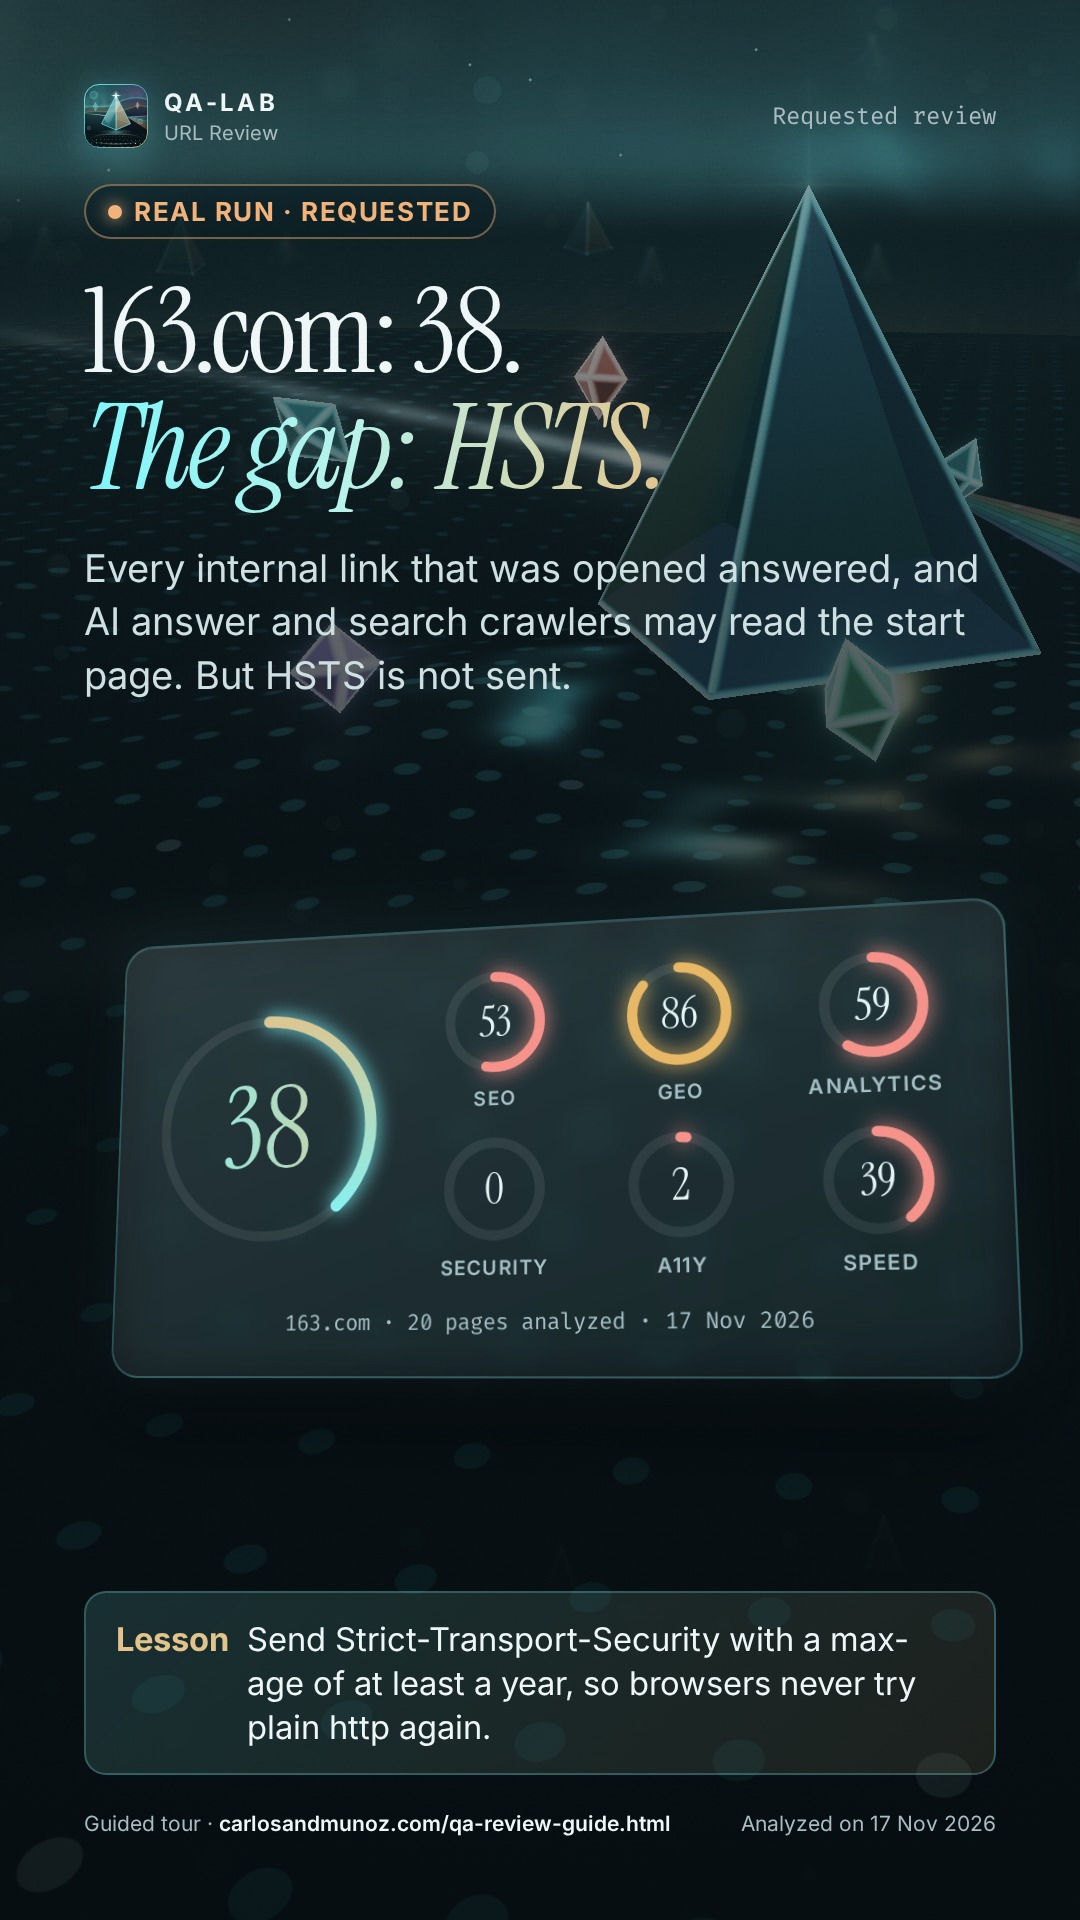 QA-LAB
URL Review
Requested review
REAL RUN · REQUESTED
163.com: 38.
The gap: HSTS.
Every internal link that was opened answered, and
AI answer and search crawlers may read the start
page. But HSTS is not sent.
38
53
SEO
86
GEO
59
ANALYTICS
0
SECURITY
2
A11Y
39
SPEED
163.com · 20 pages analyzed · 17 Nov 2026
Lesson
Send Strict-Transport-Security with a max-
age of at least a year, so browsers never try
plain http again.
Guided tour · carlosandmunoz.com/qa-review-guide.html
Analyzed on 17 Nov 2026